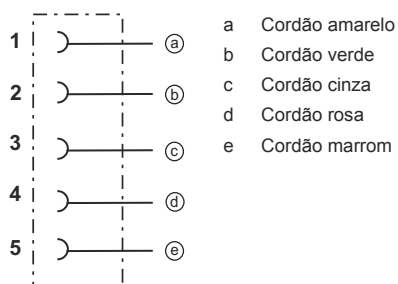 1 a
2 b
3 c
4 d
5 e
a Cordão amarelo
b Cordão verde
c Cordão cinza
d Cordão rosa
e Cordão marrom